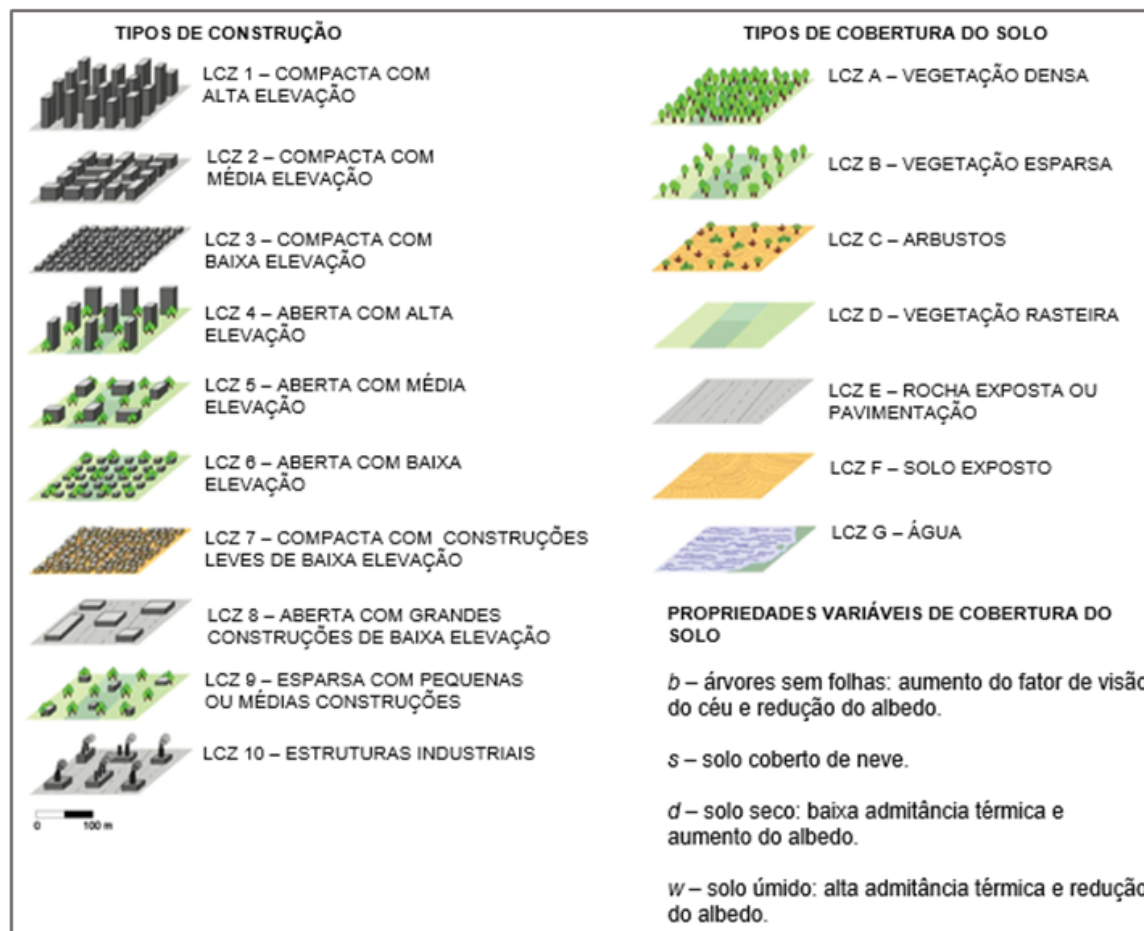 TIPOS DE CONSTRUÇÃO
LCZ 1 – COMPACTA COM
ALTA ELEVAÇÃO
LCZ 2 – COMPACTA COM
MÉDIA ELEVAÇÃO
LCZ 3 – COMPACTA COM
BAIXA ELEVAÇÃO
LCZ 4 – ABERTA COM ALTA
ELEVAÇÃO
LCZ 5 – ABERTA COM MÉDIA
ELEVAÇÃO
LCZ 6 – ABERTA COM BAIXA
ELEVAÇÃO
LCZ 7 – COMPACTA COM CONSTRUÇÕES
LEVES DE BAIXA ELEVAÇÃO
LCZ 8 – ABERTA COM GRANDES
CONSTRUÇÕES DE BAIXA ELEVAÇÃO
LCZ 9 – ESPARSA COM PEQUENAS
OU MÉDIAS CONSTRUÇÕES
LCZ 10 – ESTRUTURAS INDUSTRIAIS
0 100 m
TIPOS DE COBERTURA DO SOLO
LCZ A – VEGETAÇÃO DENSA
LCZ B – VEGETAÇÃO ESPARSA
LCZ C – ARBUSTOS
LCZ D – VEGETAÇÃO RASTEIRA
LCZ E – ROCHA EXPOSTA OU
PAVIMENTAÇÃO
LCZ F – SOLO EXPOSTO
LCZ G – ÁGUA
PROPRIEDADES VARIÁVEIS DE COBERTURA DO
SOLO
b – árvores sem folhas: aumento do fator de visão
do céu e redução do albedo.
s – solo coberto de neve.
d – solo seco: baixa admitância térmica e
aumento do albedo.
w – solo úmido: alta admitância térmica e redução
do albedo.